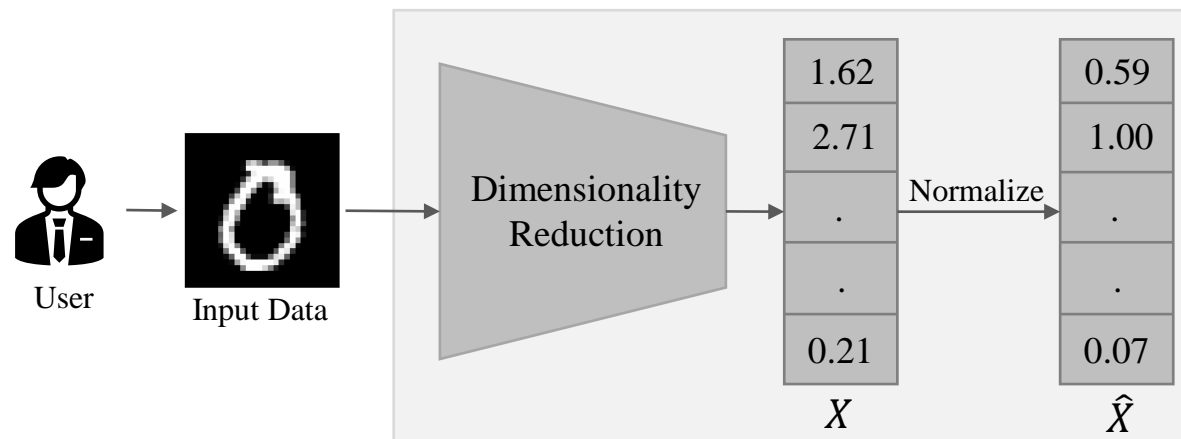 User
Input Data
Dimensionality
Reduction
1.62
2.71
.
.
0.21
X
Normalize
0.59
1.00
.
.
0.07
X̂